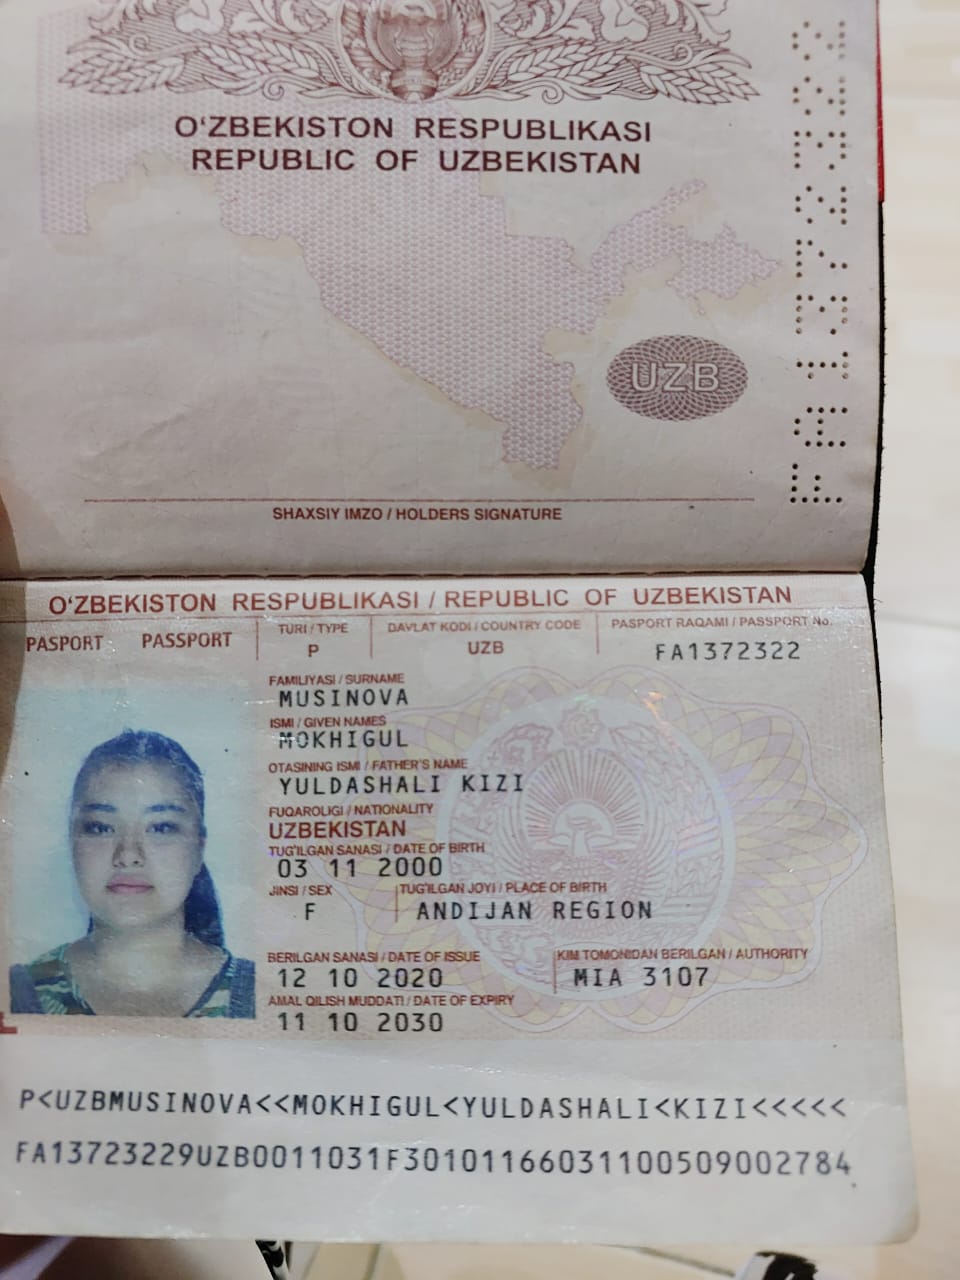 O‘ZBEKISTON RESPUBLIKASI
REPUBLIC OF UZBEKISTAN
UZB
FA1372322
SHAXSIY IMZO / HOLDERS SIGNATURE
O‘ZBEKISTON RESPUBLIKASI / REPUBLIC OF UZBEKISTAN
PASPORT PASSPORT
TURI / TYPE
P
DAVLAT KODI / COUNTRY CODE
UZB
PASPORT RAQAMI / PASSPORT No.
FA1372322
FAMILIYASI / SURNAME
MUSINOVA
ISMI / GIVEN NAMES
MOKHIGUL
OTASINING ISMI / FATHER'S NAME
YULDASHALI KIZI
FUQAROLIGI / NATIONALITY
UZBEKISTAN
TUG'ILGAN SANASI / DATE OF BIRTH
03 11 2000
JINSI / SEX
F
TUG'ILGAN JOYI / PLACE OF BIRTH
ANDIJAN REGION
BERILGAN SANASI / DATE OF ISSUE
12 10 2020
KIM TOMONIDAN BERILGAN / AUTHORITY
MIA 3107
AMAL QILISH MUDDATI / DATE OF EXPIRY
11 10 2030
P<UZBMUSINOVA<<MOKHIGUL<YULDASHALI<KIZI<<<<<
FA13723229UZB0011031F30101166031100509002784